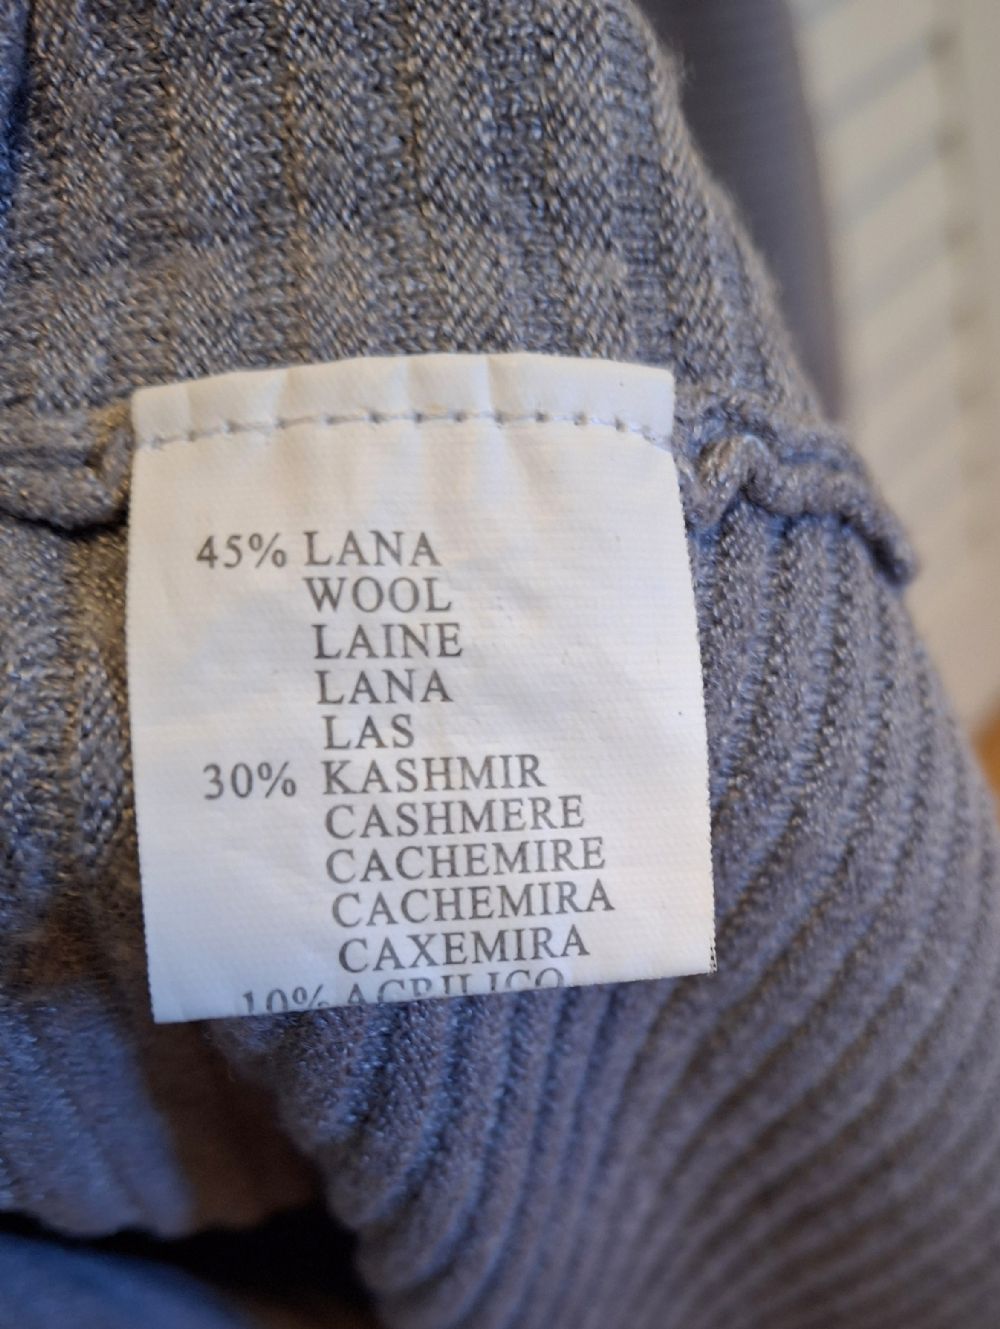 45% LANA
WOOL
LAINE
LANA
LAS
30% KASHMIR
CASHMERE
CACHEMIRE
CACHEMIRA
CAXEMIRA
10% ACRILICO